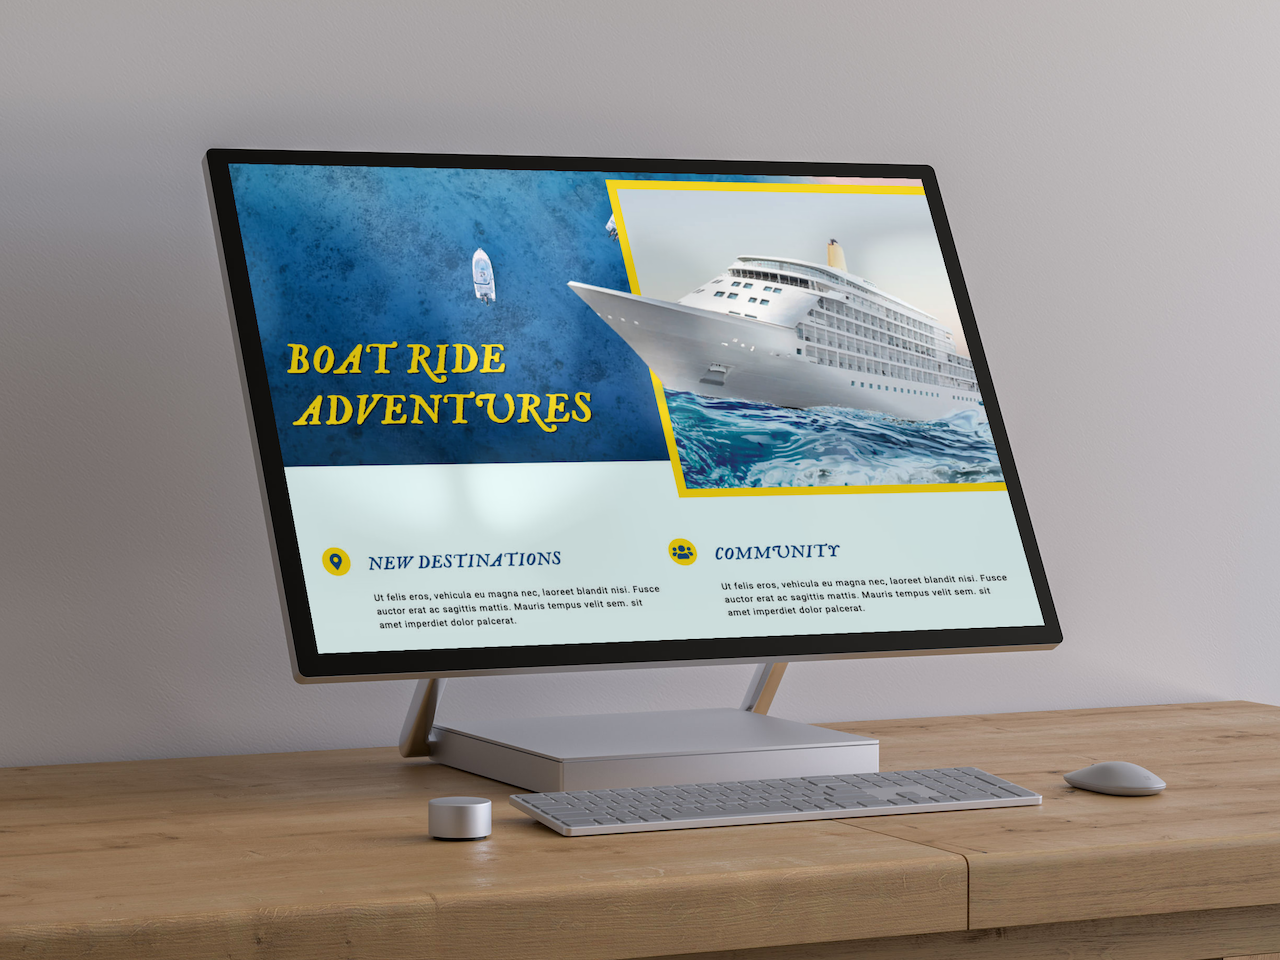 BOAT RIDE
ADVENTURES
NEW DESTINATIONS
Ut felis eros, vehicula eu magna nec, laoreet blandit nisi. Fusce
auctor erat ac sagittis mattis. Mauris tempus velit sem. sit
amet imperdiet dolor palcerat.
COMMUNITY
Ut felis eros, vehicula eu magna nec, laoreet blandit nisi. Fusce
auctor erat ac sagittis mattis. Mauris tempus velit sem. sit
amet imperdiet dolor palcerat.